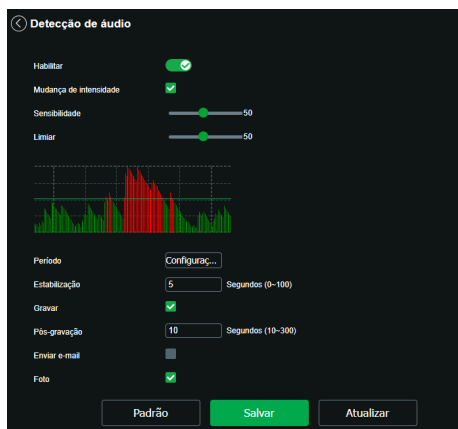 Detecção de áudio
Habilitar
Mudança de intensidade
Sensibilidade 50
Limiar 50
Período Configuraç...
Estabilização 5 Segundos (0~100)
Gravar
Pós-gravação 10 Segundos (10~300)
Enviar e-mail
Foto
Padrão Salvar Atualizar